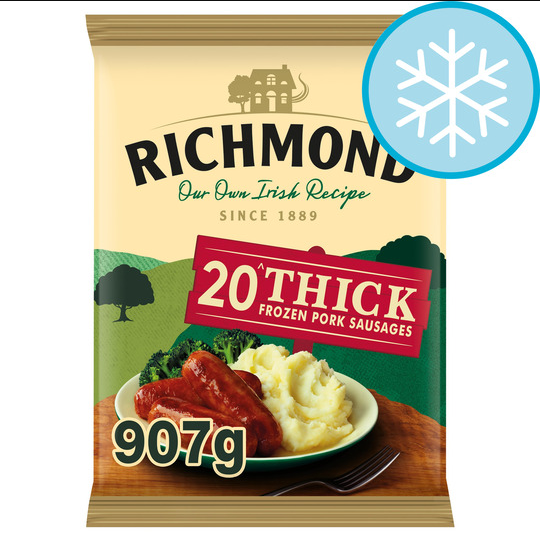 RICHMOND
Our Own Irish Recipe
SINCE 1889
20^THICK
FROZEN PORK SAUSAGES
907g